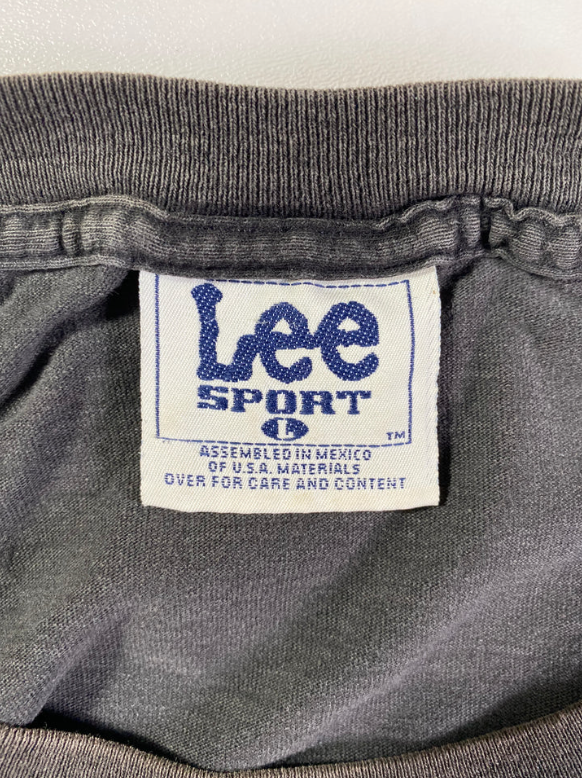 Lee
SPORT
L
TM
ASSEMBLED IN MEXICO
OF U.S.A. MATERIALS
OVER FOR CARE AND CONTENT